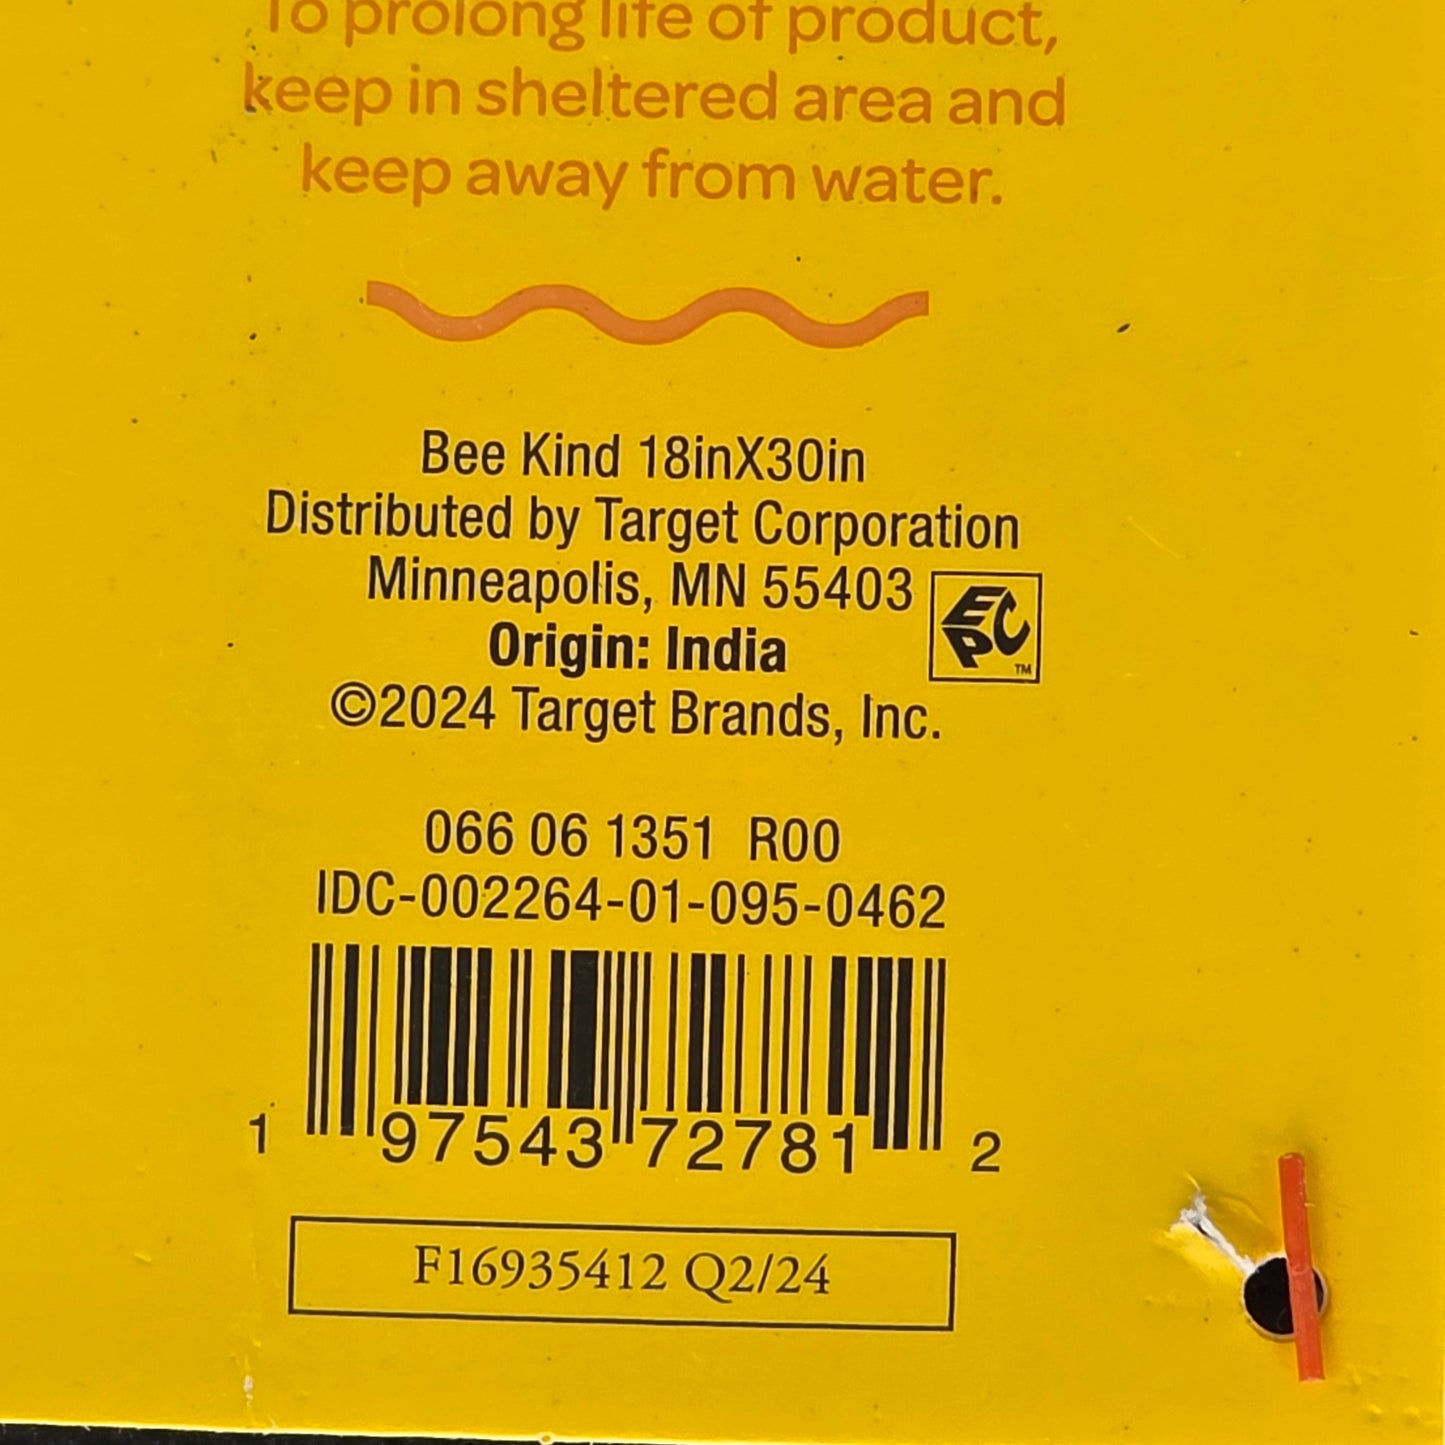 To prolong life of product,
keep in sheltered area and
keep away from water.
Bee Kind 18inX30in
Distributed by Target Corporation
Minneapolis, MN 55403
EPC™
Origin: India
©2024 Target Brands, Inc.
066 06 1351 R00
IDC-002264-01-095-0462
1 97543 72781 2
F16935412 Q2/24